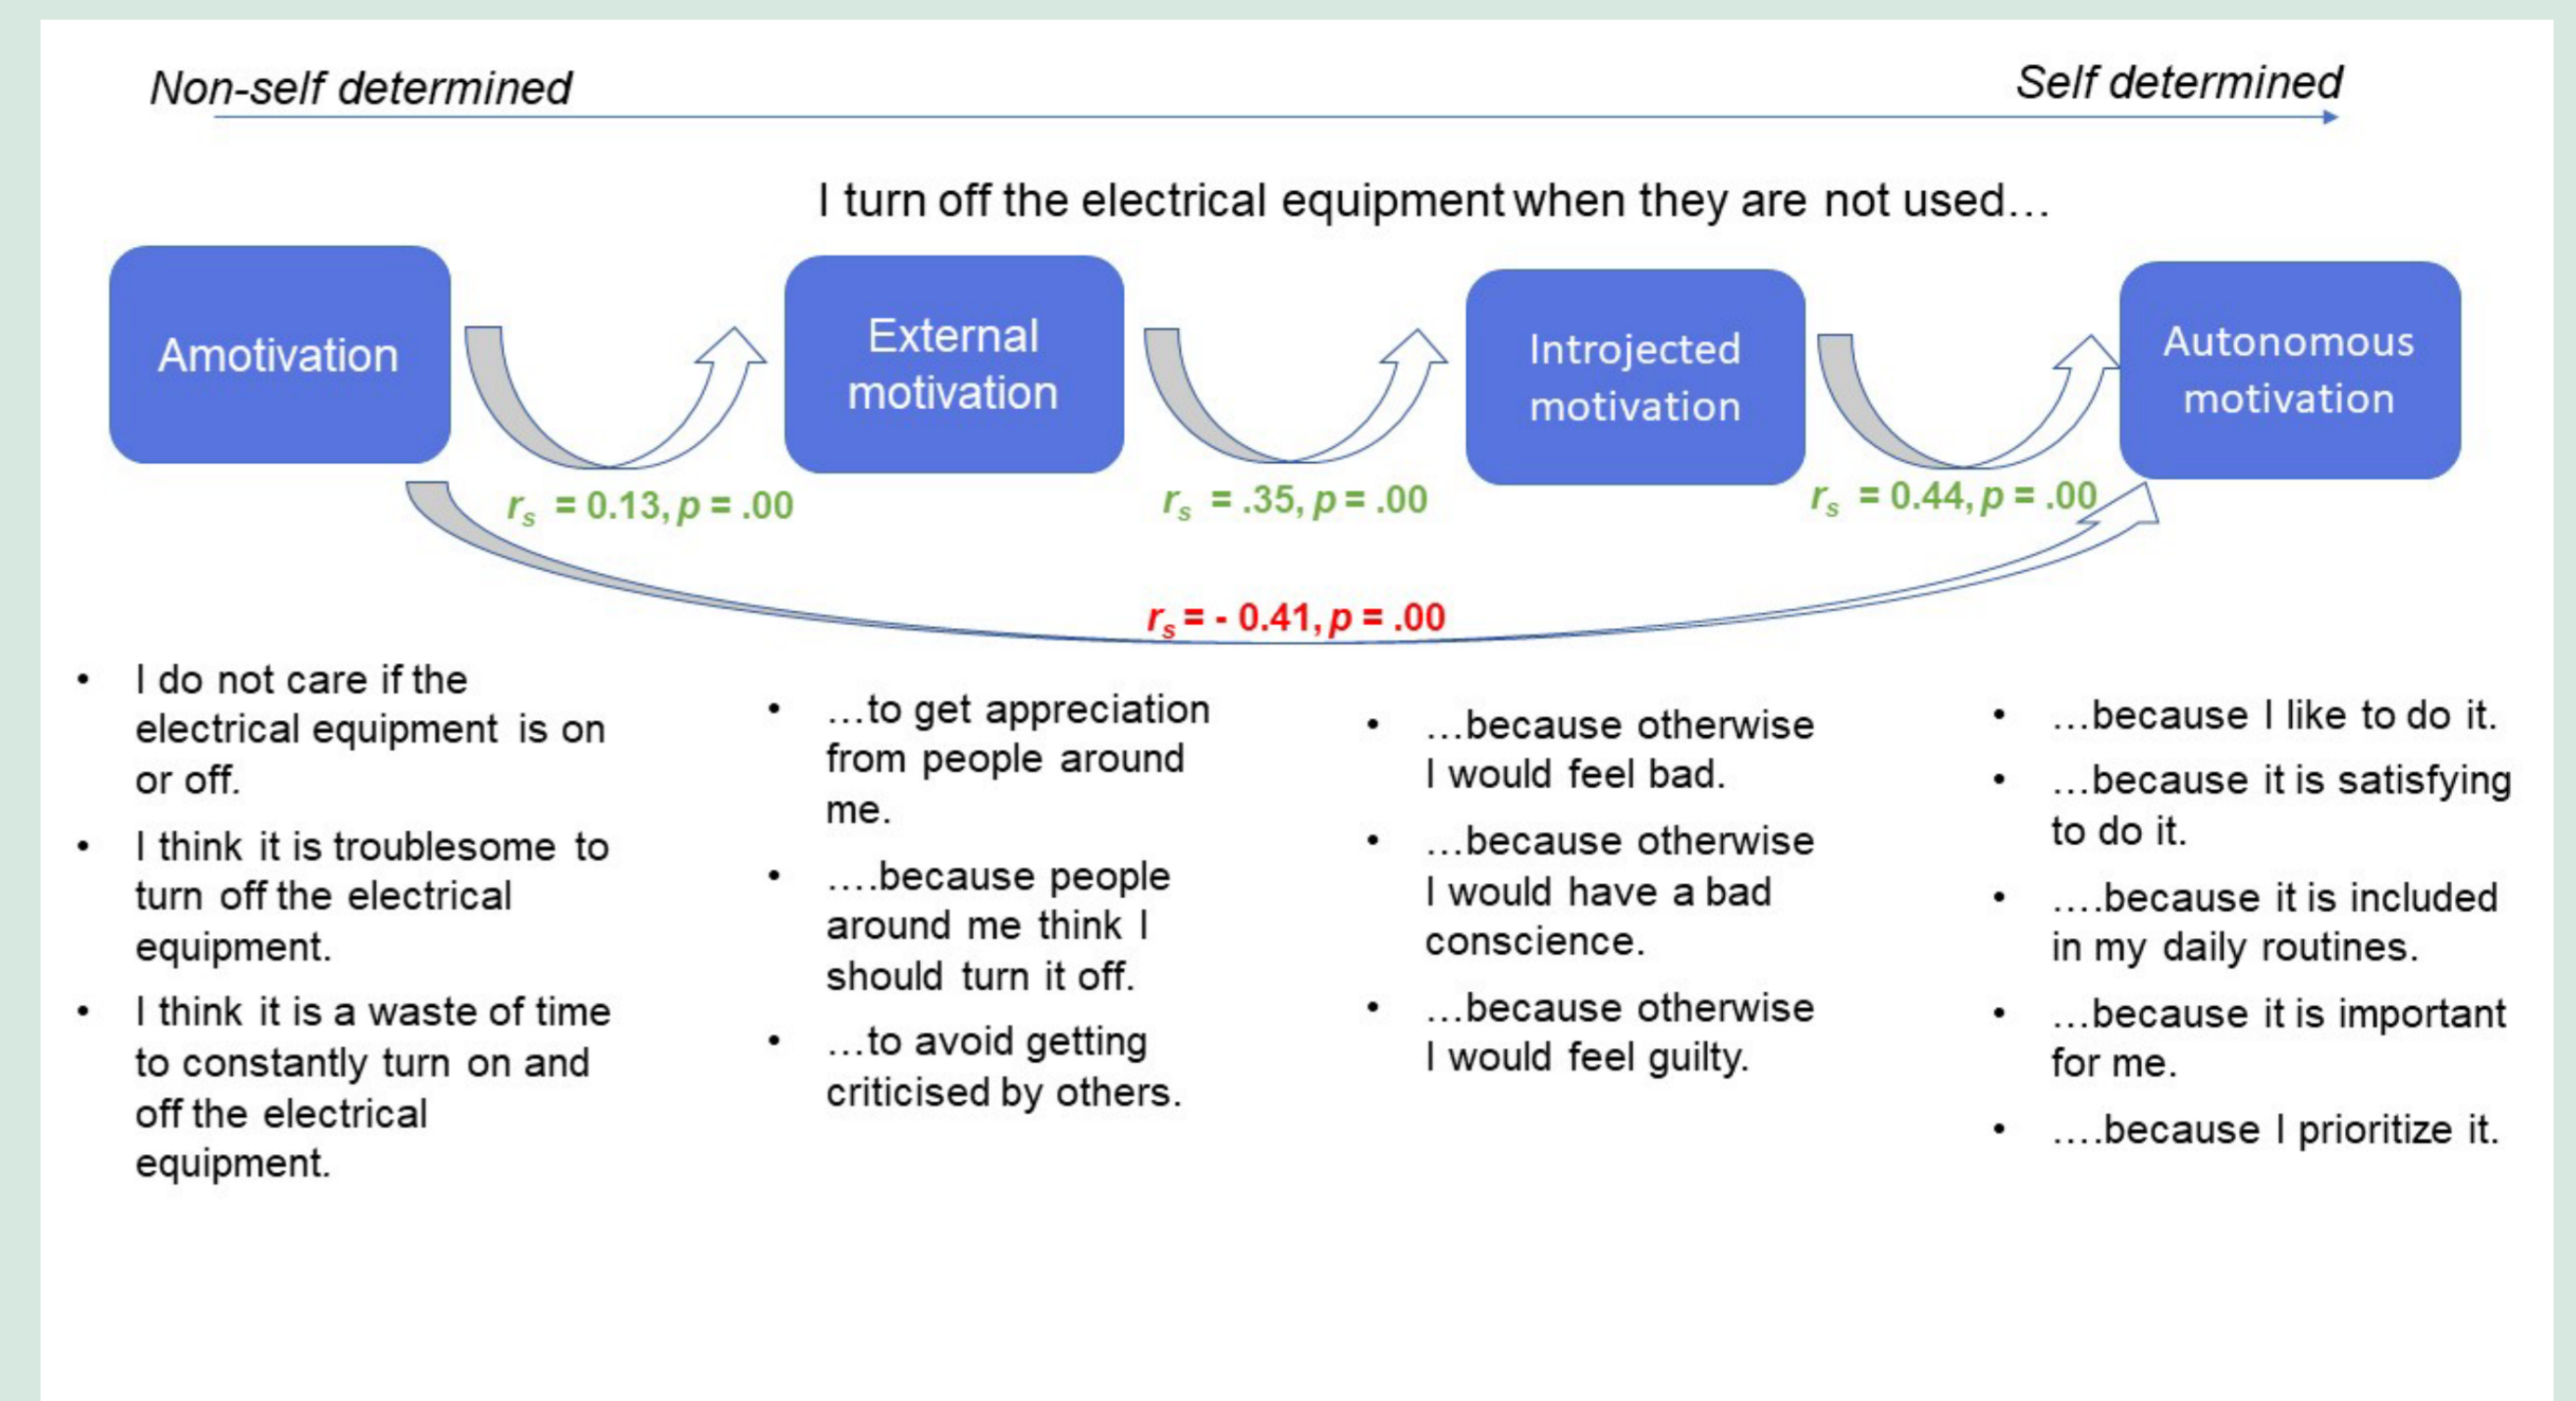 Non-self determined
Self determined
I turn off the electrical equipment when they are not used…
Amotivation
External
motivation
Introjected
motivation
Autonomous
motivation
rs = 0.13, p = .00
rs = .35, p = .00
rs = 0.44, p = .00
rs = - 0.41, p = .00
• I do not care if the
electrical equipment is on
or off.
• I think it is troublesome to
turn off the electrical
equipment.
• I think it is a waste of time
to constantly turn on and
off the electrical
equipment.
• …to get appreciation
from people around
me.
• ….because people
around me think I
should turn it off.
• …to avoid getting
criticised by others.
• …because otherwise
I would feel bad.
• …because otherwise
I would have a bad
conscience.
• …because otherwise
I would feel guilty.
• …because I like to do it.
• …because it is satisfying
to do it.
• ….because it is included
in my daily routines.
• …because it is important
for me.
• ….because I prioritize it.